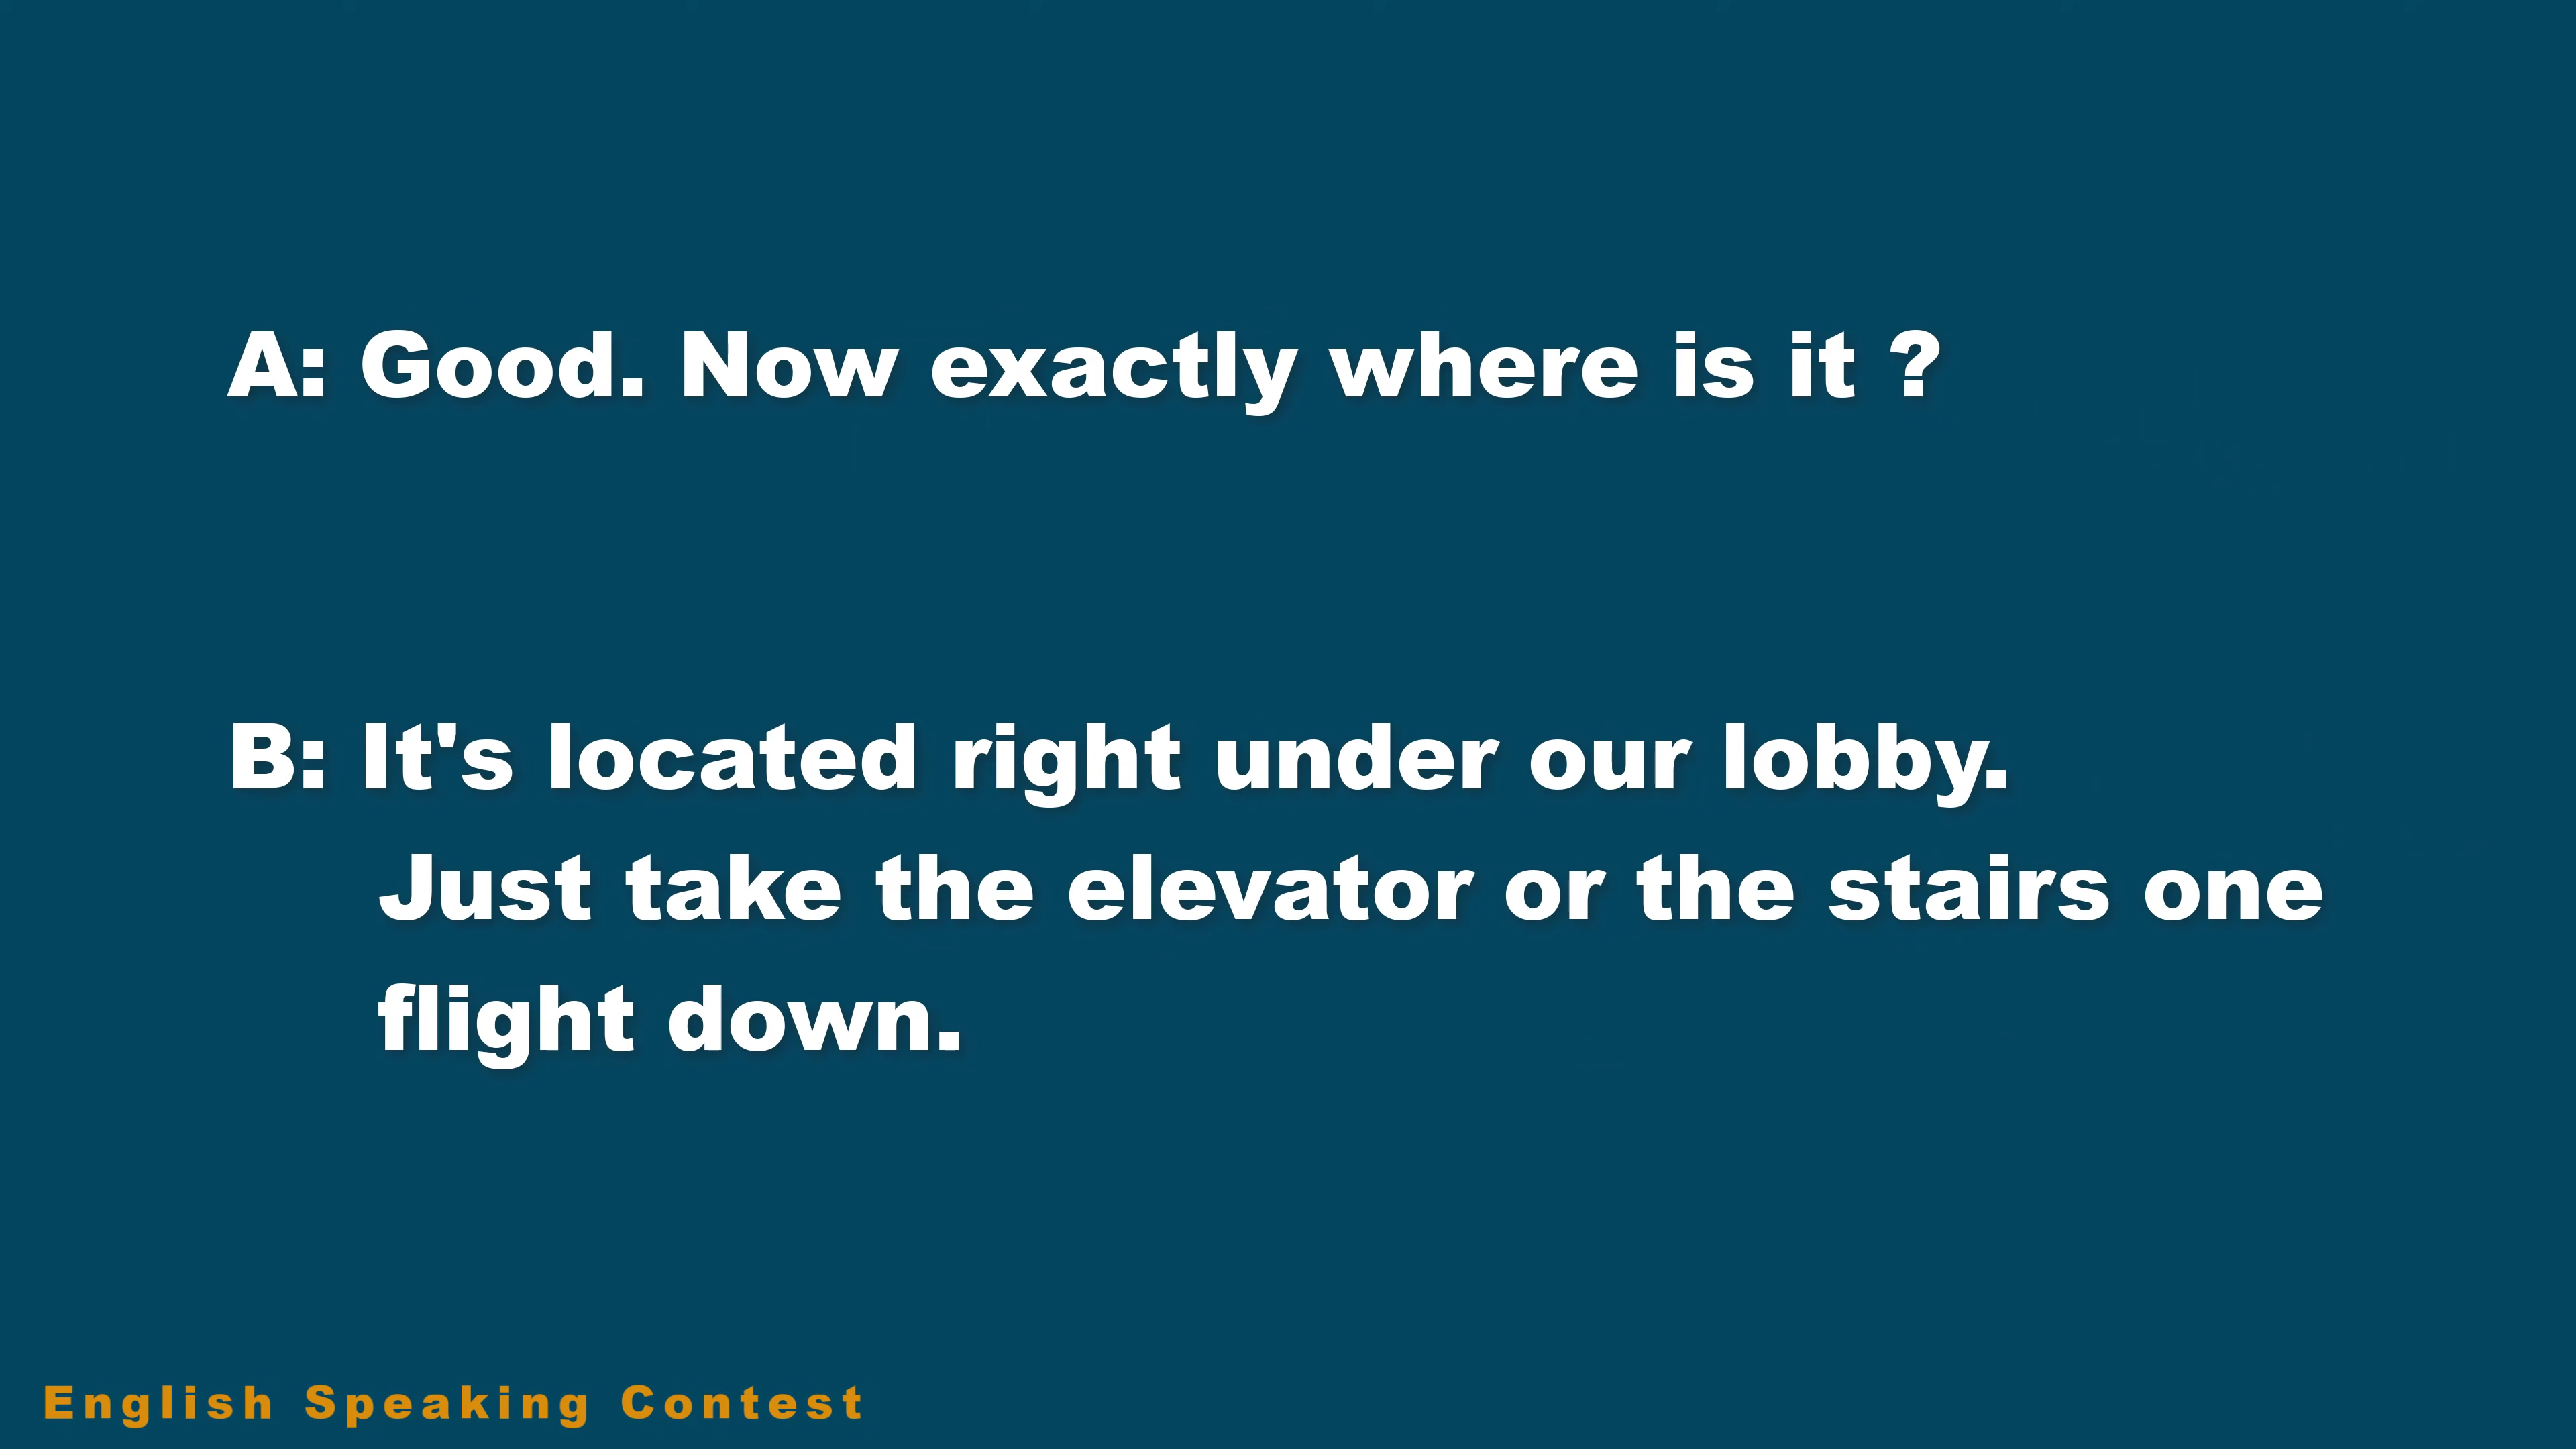 A: Good. Now exactly where is it ?
B: It's located right under our lobby.
Just take the elevator or the stairs one
flight down.
English Speaking Contest